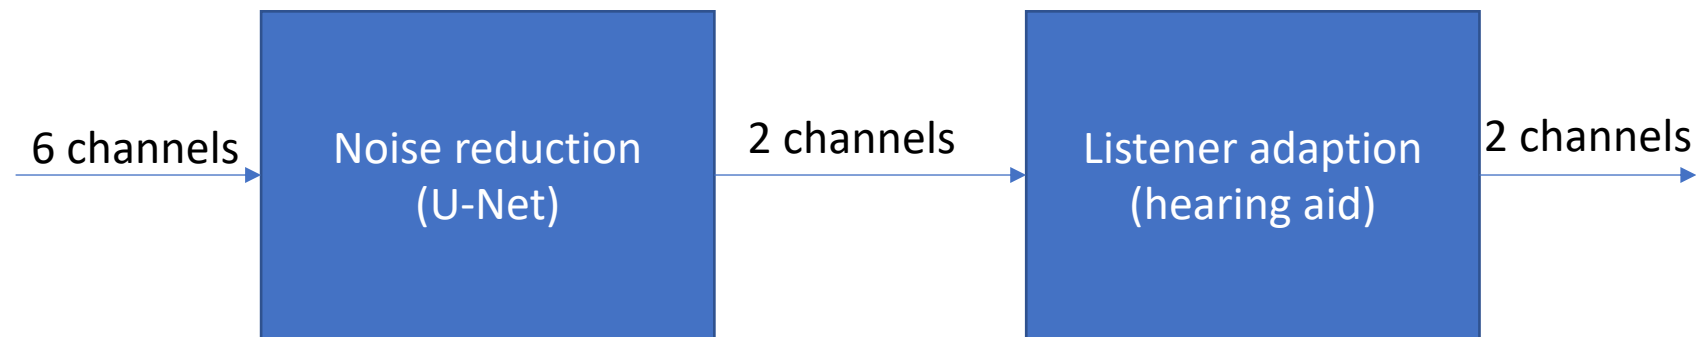 6 channels
Noise reduction
(U-Net)
2 channels
Listener adaption
(hearing aid)
2 channels